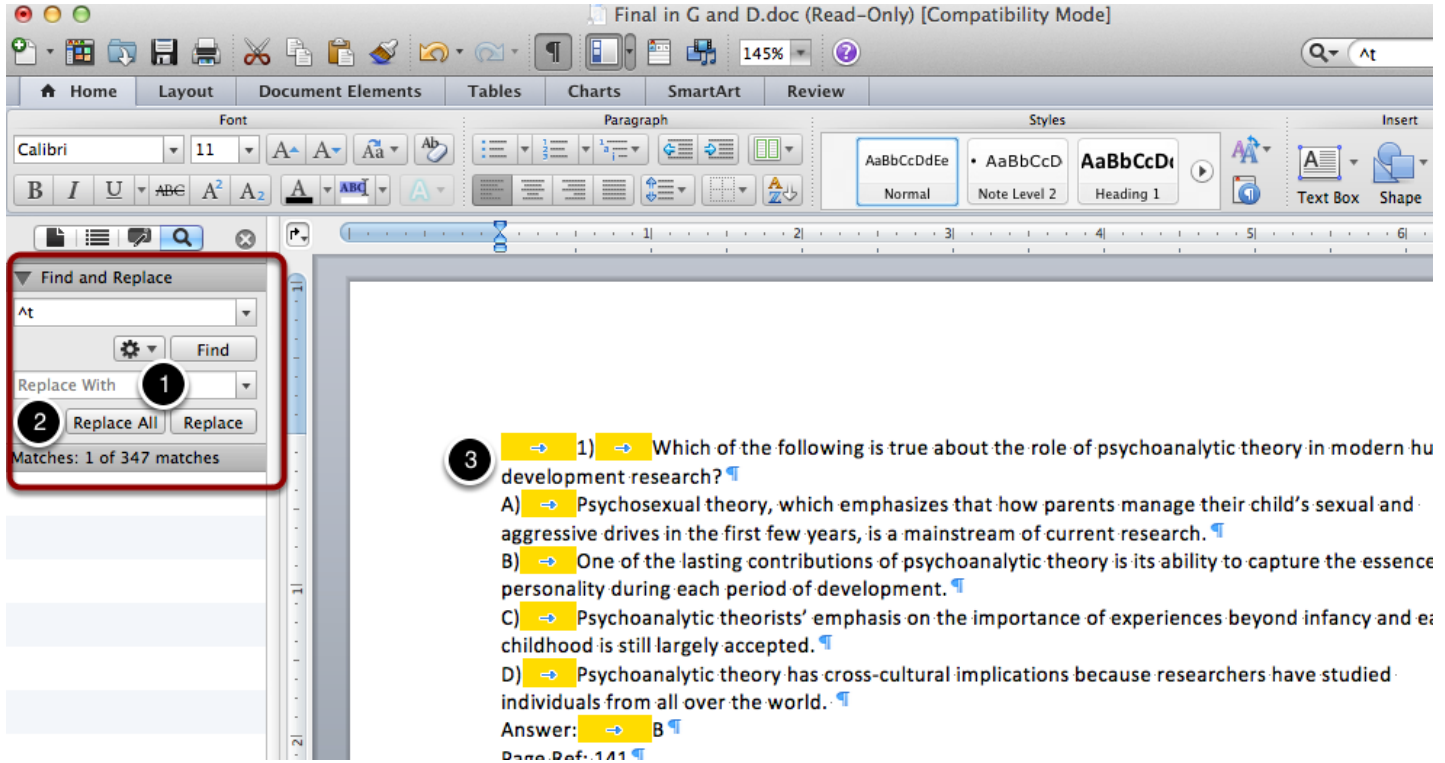 Final in G and D.doc (Read-Only) [Compatibility Mode]
145% ^t
Home Layout Document Elements Tables Charts SmartArt Review
Font Paragraph Styles Insert
Calibri 11
AaBbCcDdEe AaBbCcD AaBbCcD
Normal Note Level 2 Heading 1 Text Box Shape
B I U ABC A² A₂ A ABC A
Find and Replace
^t
Find
Replace With 1
2 Replace All Replace
Matches: 1 of 347 matches
3 1) Which of the following is true about the role of psychoanalytic theory in modern hu
development research?¶
A) Psychosexual theory, which emphasizes that how parents manage their child's sexual and
aggressive drives in the first few years, is a mainstream of current research. ¶
B) One of the lasting contributions of psychoanalytic theory is its ability to capture the essence
personality during each period of development. ¶
C) Psychoanalytic theorists' emphasis on the importance of experiences beyond infancy and ea
childhood is still largely accepted. ¶
D) Psychoanalytic theory has cross-cultural implications because researchers have studied
individuals from all over the world. ¶
Answer: B¶
Page Ref: 141¶